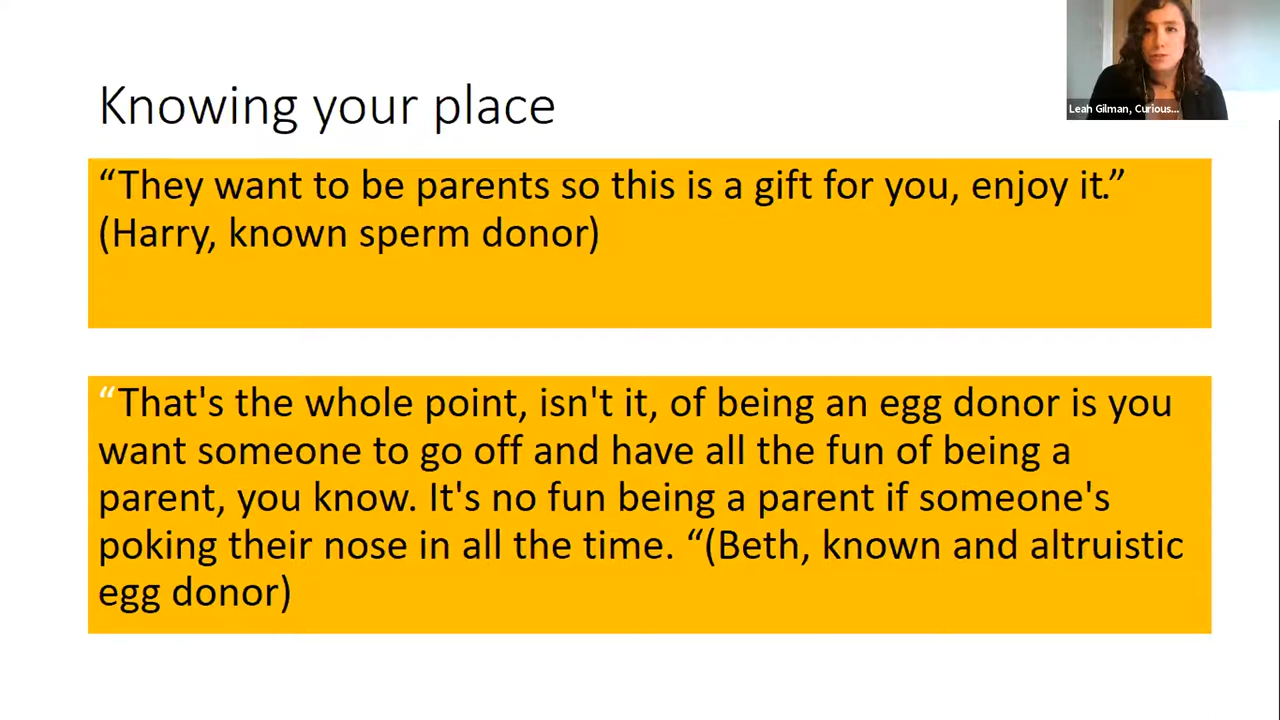 Leah Gilman, Curious...
Knowing your place
“They want to be parents so this is a gift for you, enjoy it.”
(Harry, known sperm donor)
“That's the whole point, isn't it, of being an egg donor is you
want someone to go off and have all the fun of being a
parent, you know. It's no fun being a parent if someone's
poking their nose in all the time. “(Beth, known and altruistic
egg donor)